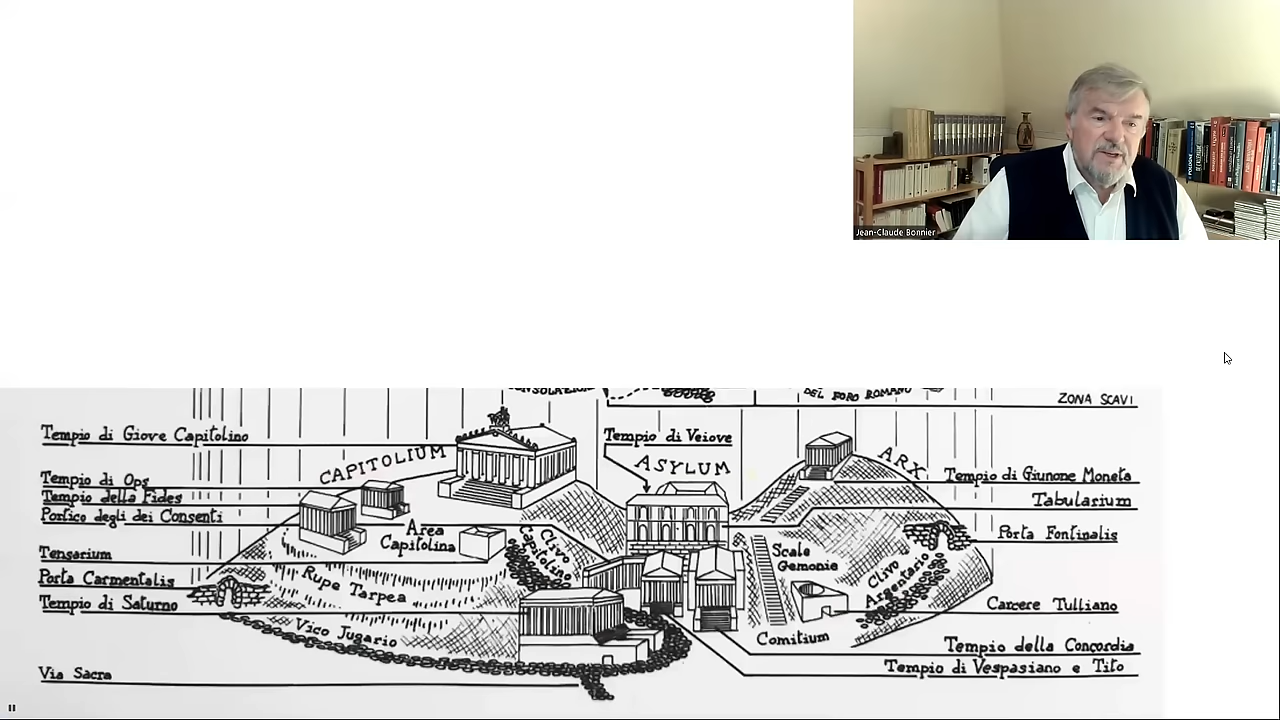 Jean-Claude Bonnier
DEL FORO ROMANO
ZONA SCAVI
Tempio di Giove Capitolino
Tempio di Veiove
CAPITOLIUM
ASYLUM
ARX
Tempio di Giunone Moneta
Tempio di Ops
Tempio della Fides
Tabularium
Portico degli dei Consenti
Area
Capitolina
Clivo
Capitolino
Porta Fontinalis
Tensarium
Scale
Gemonie
Clivo
Argentario
Rupe Tarpea
Porta Carmentalis
Tempio di Saturno
Carcere Tulliano
Vico Jugario
Comitium
Tempio della Concordia
Tempio di Vespasiano e Tito
Via Sacra